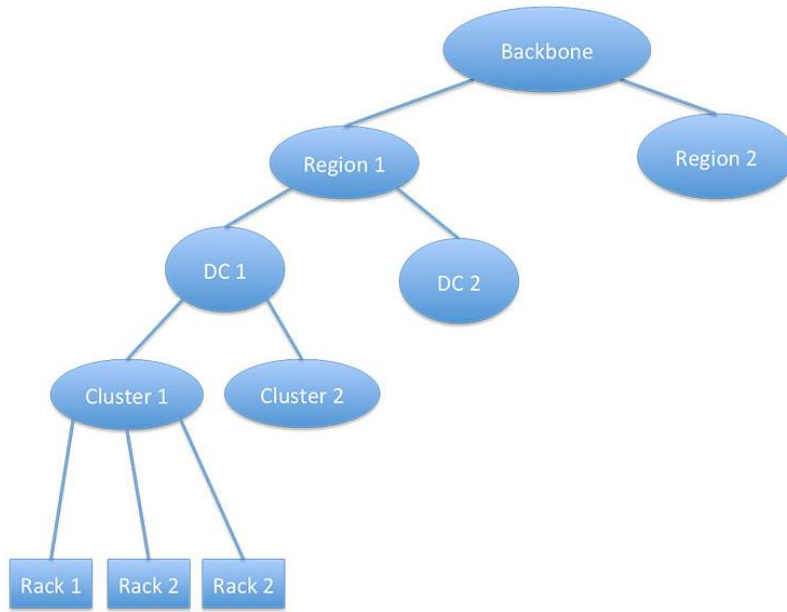 Backbone
Region 1
Region 2
DC 1
DC 2
Cluster 1
Cluster 2
Rack 1
Rack 2
Rack 2